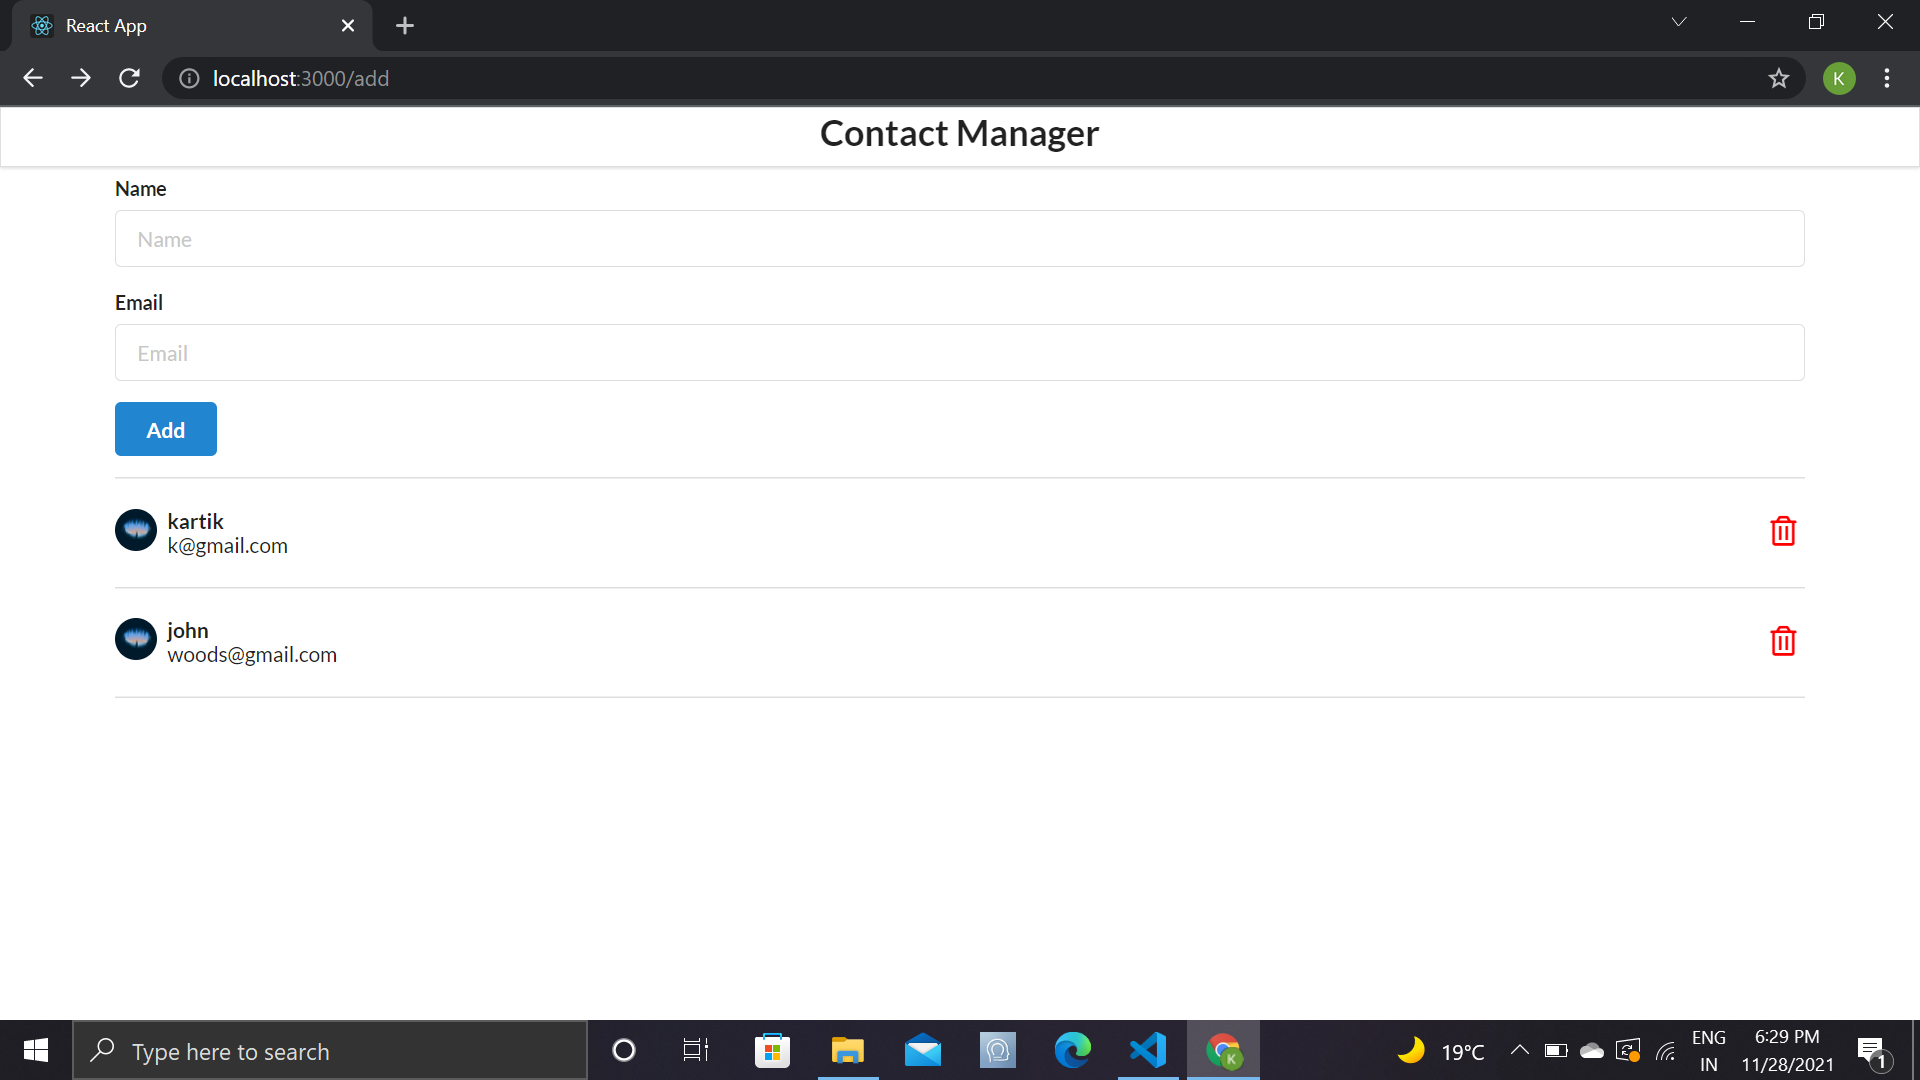 React App
localhost:3000/add
K
Contact Manager
Name
Name
Email
Email
Add
kartik
k@gmail.com
john
woods@gmail.com
Type here to search
K
19°C
ENG
IN
6:29 PM
11/28/2021
1